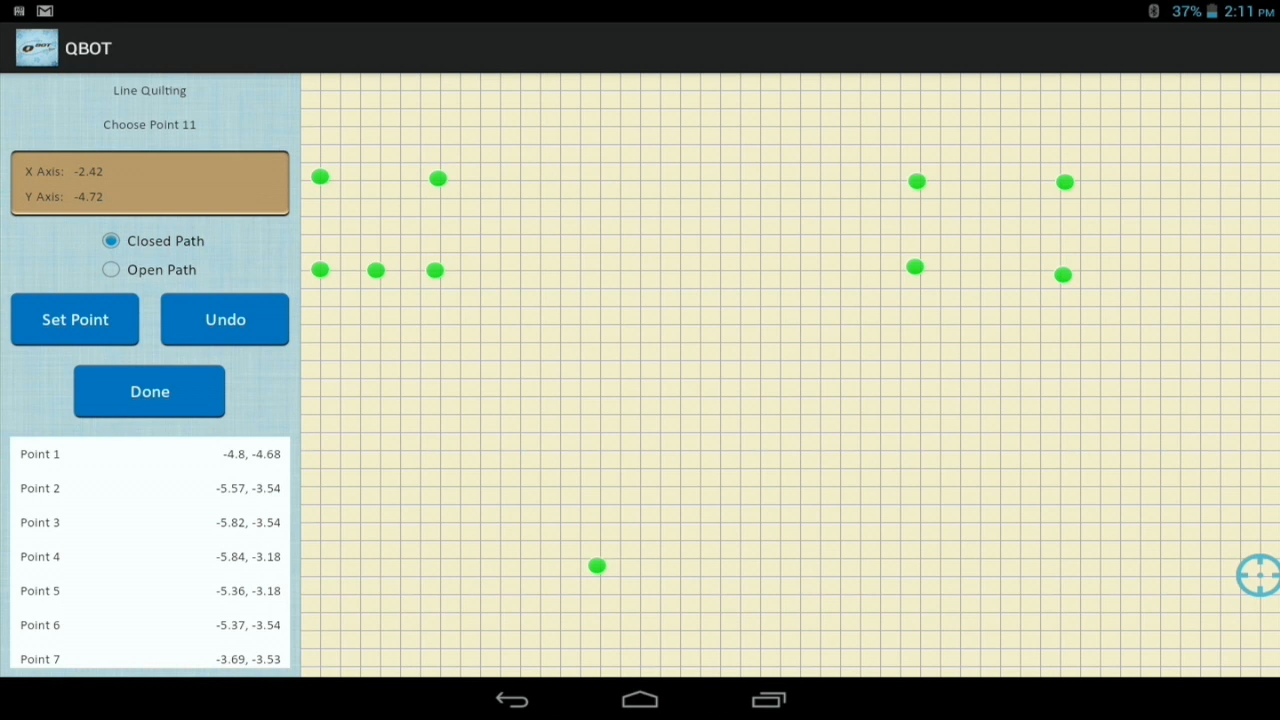 37% 2:11 PM
QBOT
Line Quilting
Choose Point 11
X Axis: -2.42
Y Axis: -4.72
Closed Path
Open Path
Set Point Undo
Done
Point 1 -4.8, -4.68
Point 2 -5.57, -3.54
Point 3 -5.82, -3.54
Point 4 -5.84, -3.18
Point 5 -5.36, -3.18
Point 6 -5.37, -3.54
Point 7 -3.69, -3.53